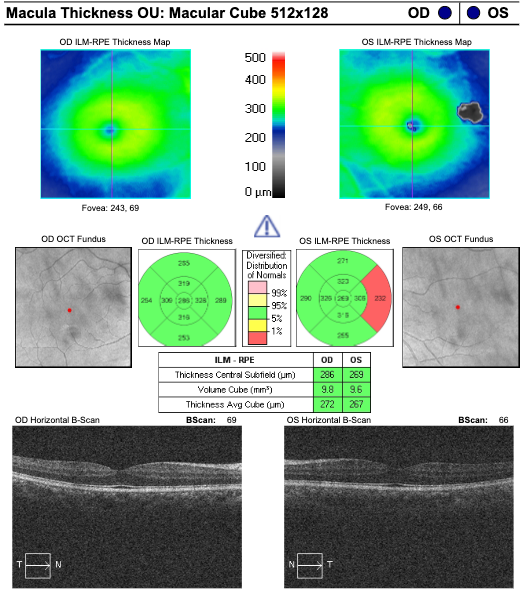 Macula Thickness OU: Macular Cube 512x128 OD OS
OD ILM-RPE Thickness Map OS ILM-RPE Thickness Map
500
400
300
200
100
0 µm
Fovea: 243, 69 Fovea: 249, 66
OD OCT Fundus OD ILM-RPE Thickness OS ILM-RPE Thickness OS OCT Fundus
Diversified:
Distribution
of Normals
99%
95%
5%
1%
319
254 309 286 328 289
316
253
271
323
290 329 269 308 232
ILM - RPE OD OS
Thickness Central Subfield (µm) 286 269
Volume Cube (mm³) 9.8 9.6
Thickness Avg Cube (µm) 272 267
OD Horizontal B-Scan BScan: 69 OS Horizontal B-Scan BScan: 66
T N N T